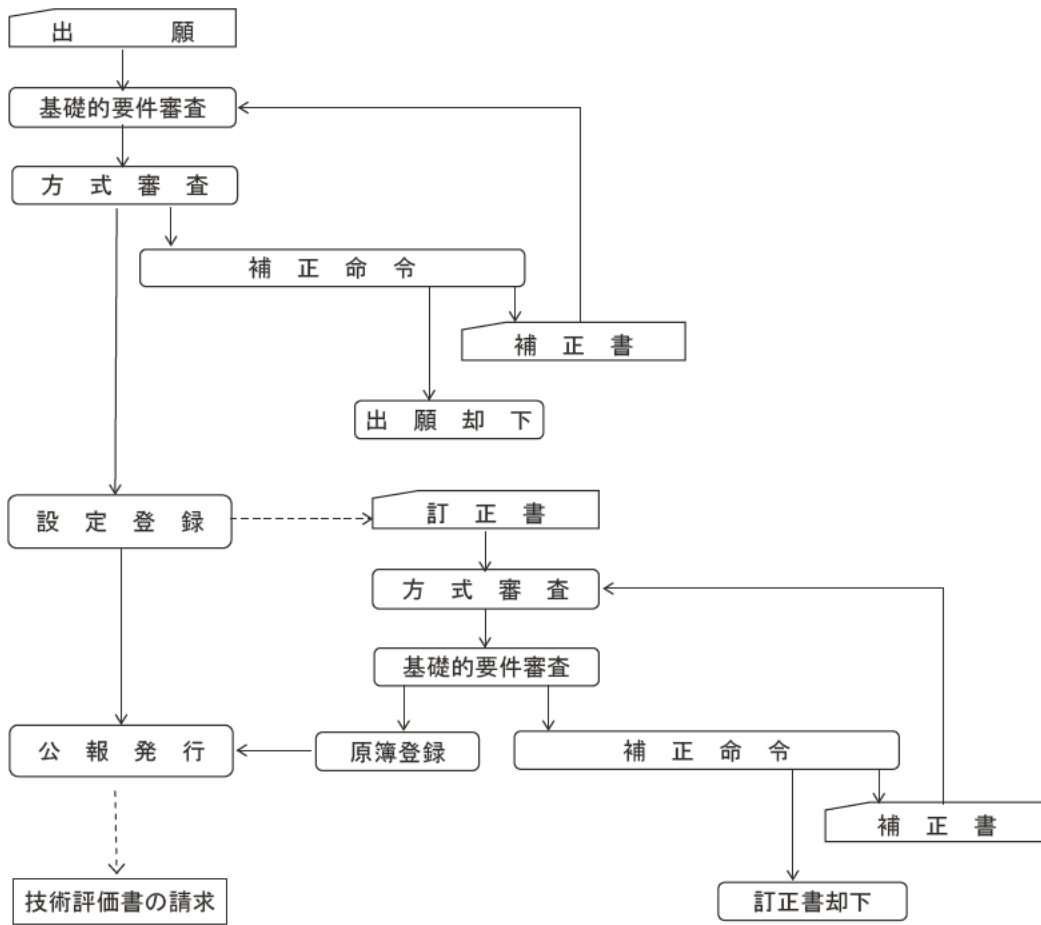 出願
基礎的要件審査
方式審査
補正命令
補正書
出願却下
設定登録
訂正書
方式審査
基礎的要件審査
公報発行
原簿登録
補正命令
補正書
技術評価書の請求
訂正書却下